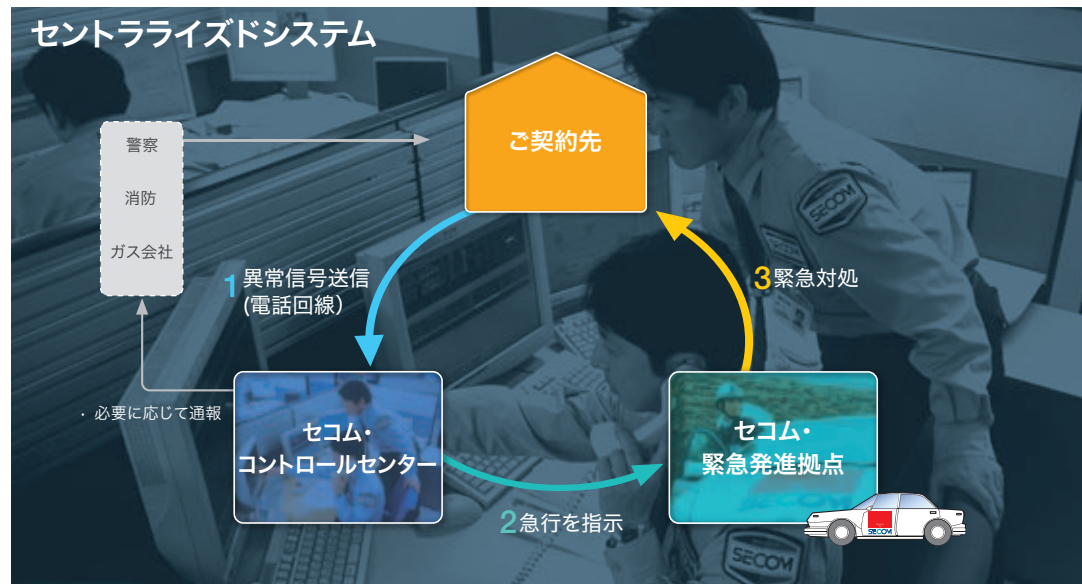 セントラライズドシステム
ご契約先
警察
消防
ガス会社
1 異常信号送信
(電話回線)
3 緊急対処
・ 必要に応じて通報
セコム・
コントロールセンター
セコム・
緊急発進拠点
2 急行を指示
SECOM
SECOM
SECOM
SECOM